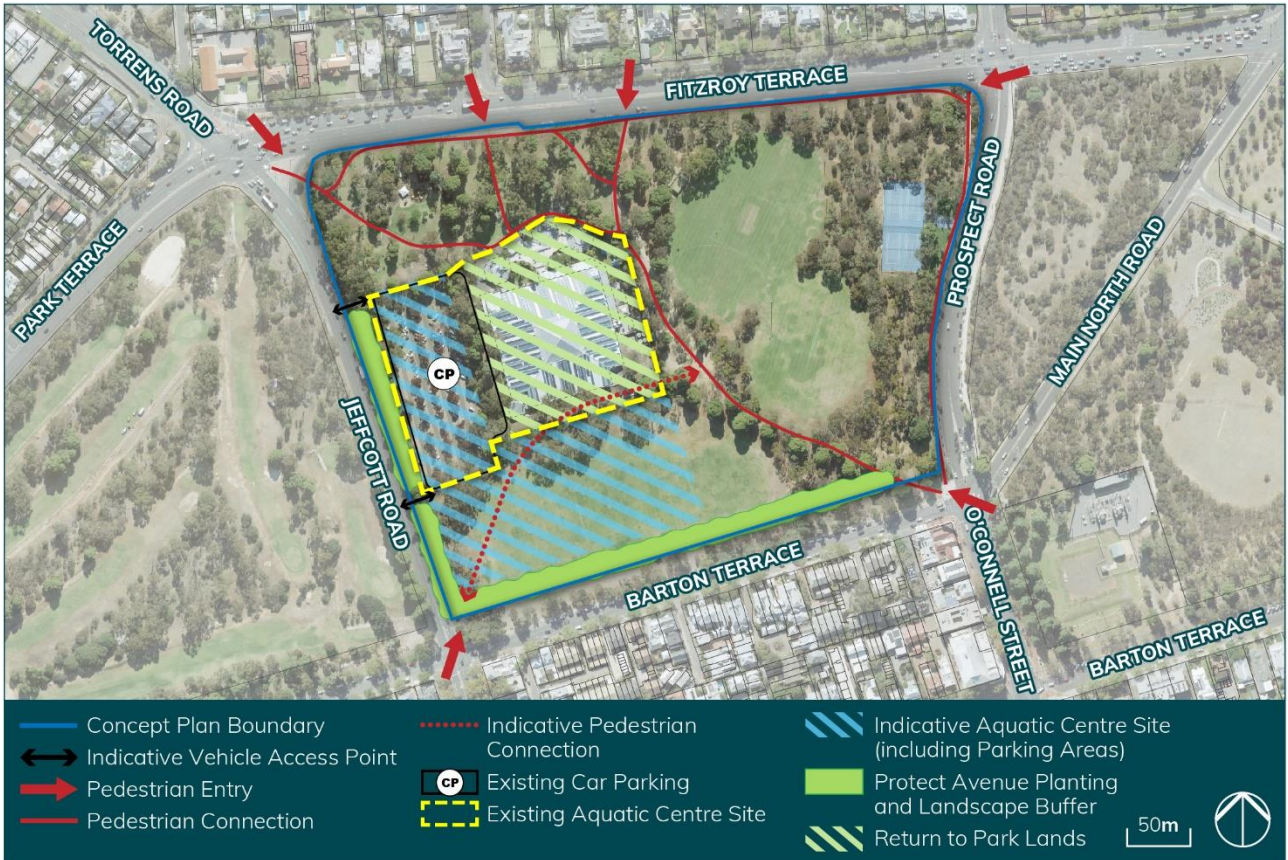 TORRENS ROAD
FITZROY TERRACE
PROSPECT ROAD
PARK TERRACE
MAIN NORTH ROAD
CP
JEFFCOTT ROAD
BARTON TERRACE
O'CONNELL STREET
BARTON TERRACE
Concept Plan Boundary
Indicative Vehicle Access Point
Pedestrian Entry
Pedestrian Connection
Indicative Pedestrian
Connection
CP
Existing Car Parking
Existing Aquatic Centre Site
Indicative Aquatic Centre Site
(including Parking Areas)
Protect Avenue Planting
and Landscape Buffer
Return to Park Lands
50m